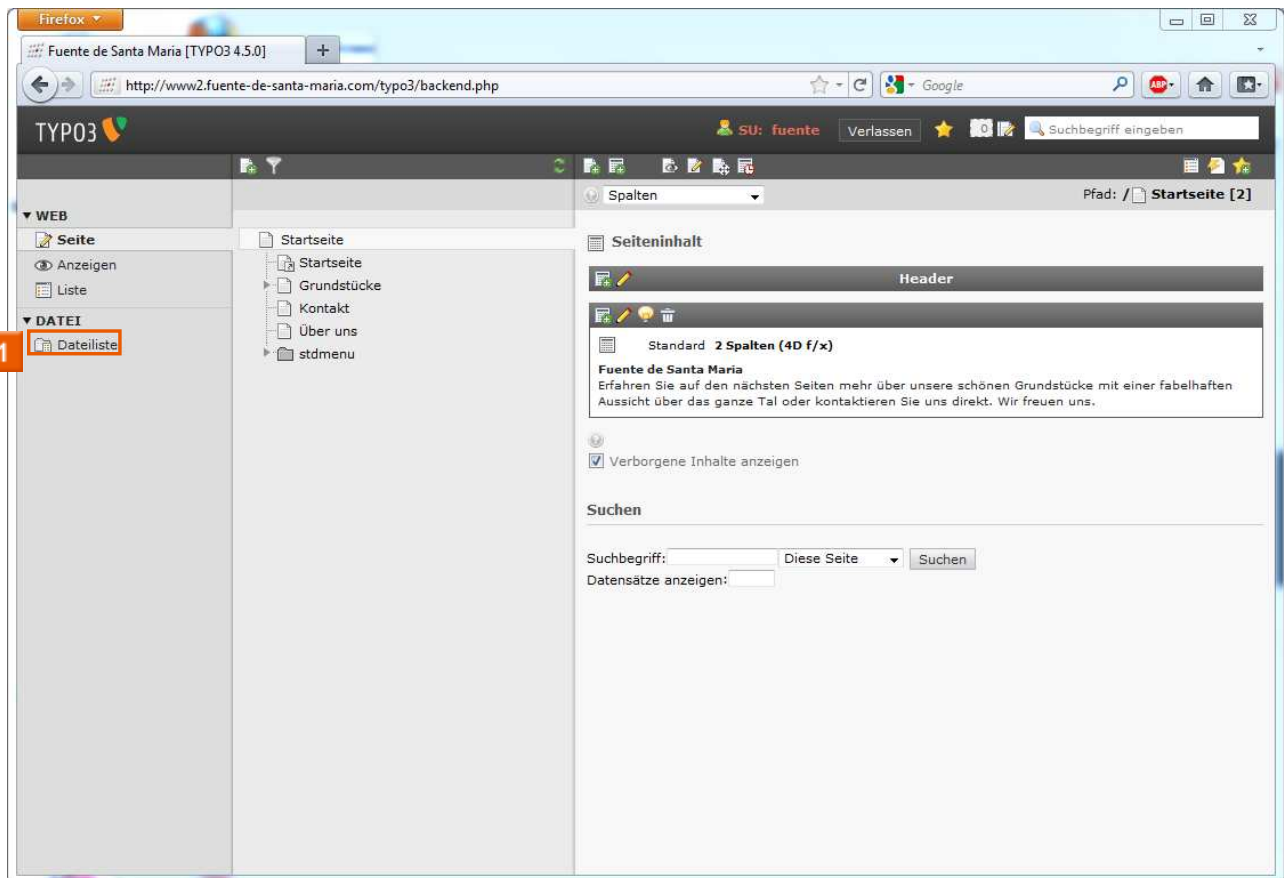 Firefox
Fuente de Santa Maria [TYPO3 4.5.0]
http://www2.fuente-de-santa-maria.com/typo3/backend.php
Google
ABP
TYPO3
SU: fuente
Verlassen
0
Suchbegriff eingeben
Spalten
Pfad: / Startseite [2]
WEB
Seite
Anzeigen
Liste
DATEI
1
Dateiliste
Startseite
Startseite
Grundstücke
Kontakt
Über uns
stdmenu
Seiteninhalt
Header
Standard 2 Spalten (4D f/x)
Fuente de Santa Maria
Erfahren Sie auf den nächsten Seiten mehr über unsere schönen Grundstücke mit einer fabelhaften
Aussicht über das ganze Tal oder kontaktieren Sie uns direkt. Wir freuen uns.
Verborgene Inhalte anzeigen
Suchen
Suchbegriff: Diese Seite Suchen
Datensätze anzeigen: